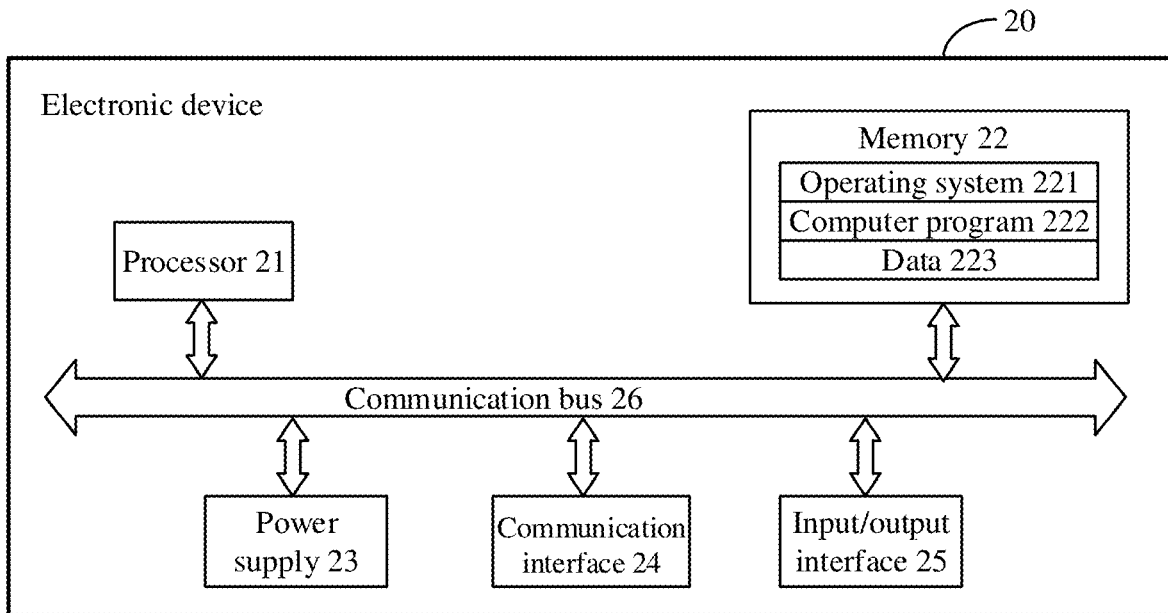 20
Electronic device
Memory 22
Operating system 221
Computer program 222
Data 223
Processor 21
Communication bus 26
Power
supply 23
Communication
interface 24
Input/output
interface 25